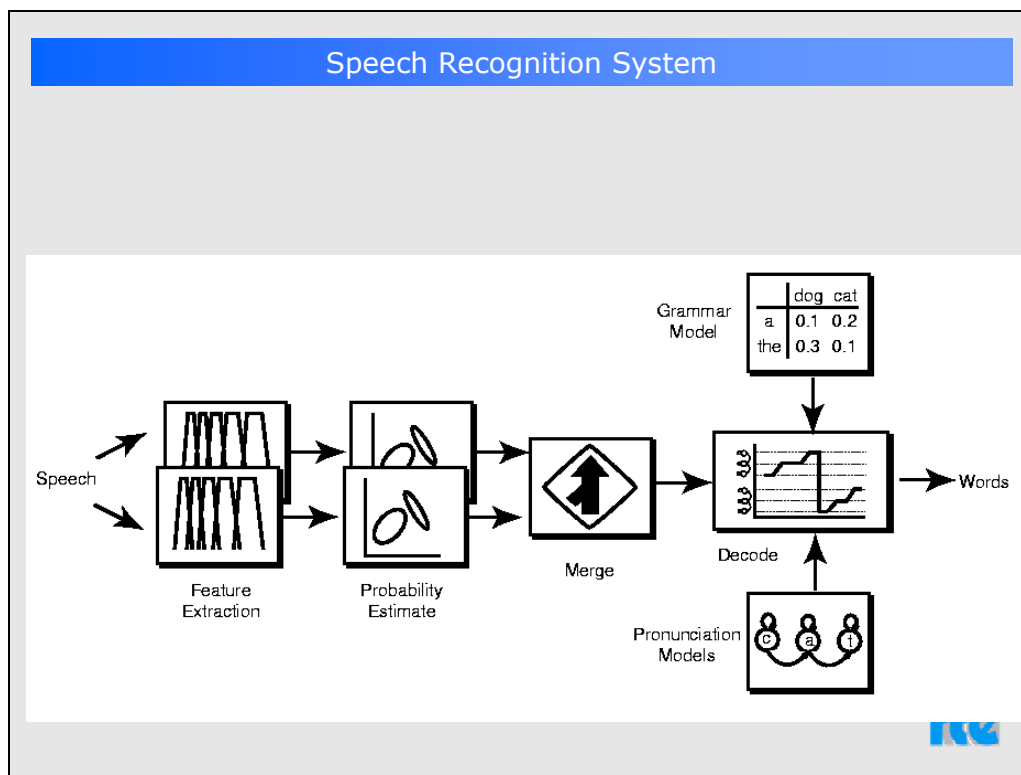 Speech Recognition System
Grammar
Model
dog cat
a 0.1 0.2
the 0.3 0.1
Speech
Words
Feature
Extraction
Probability
Estimate
Merge
Decode
Pronunciation
Models
c a t